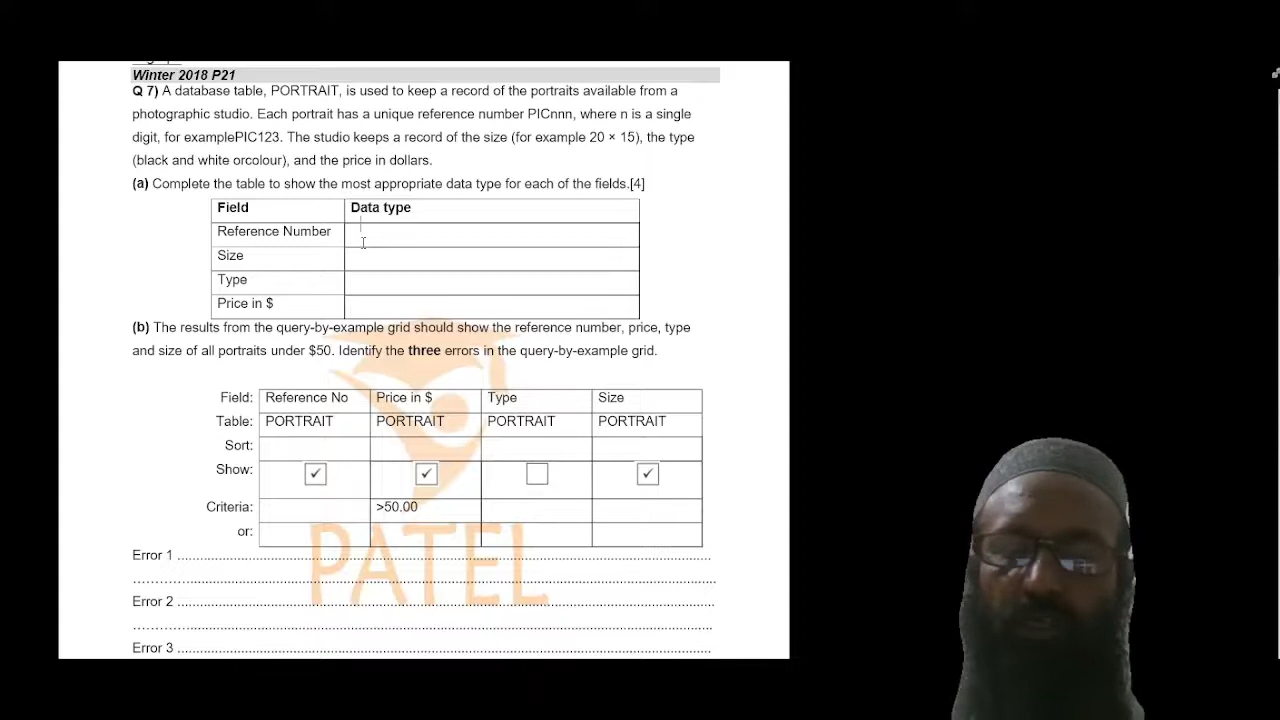 Winter 2018 P21
Q 7) A database table, PORTRAIT, is used to keep a record of the portraits available from a
photographic studio. Each portrait has a unique reference number PICnnn, where n is a single
digit, for examplePIC123. The studio keeps a record of the size (for example 20 × 15), the type
(black and white orcolour), and the price in dollars.
(a) Complete the table to show the most appropriate data type for each of the fields.[4]
Field Data type
Reference Number
Size
Type
Price in $
(b) The results from the query-by-example grid should show the reference number, price, type
and size of all portraits under $50. Identify the three errors in the query-by-example grid.
Field: Reference No Price in $ Type Size
Table: PORTRAIT PORTRAIT PORTRAIT PORTRAIT
Sort:
Show: ✓ ✓ ✓
Criteria: >50.00
or:
PATEL
Error 1 ................................................................
................................................................
Error 2 ................................................................
................................................................
Error 3 ................................................................